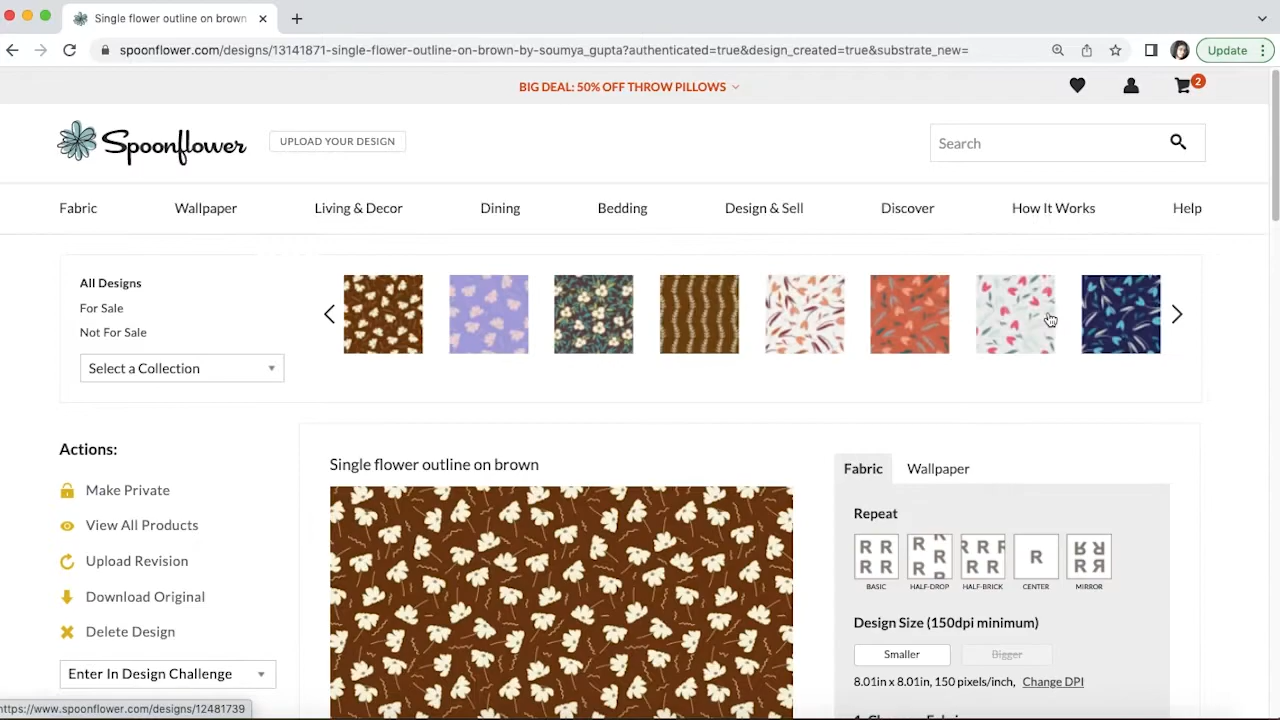 Single flower outline on brown
spoonflower.com/designs/13141871-single-flower-outline-on-brown-by-soumya_gupta?authenticated=true&design_created=true&substrate_new=
Update
BIG DEAL: 50% OFF THROW PILLOWS
2
Spoonflower
UPLOAD YOUR DESIGN
Search
Fabric Wallpaper Living & Decor Dining Bedding Design & Sell Discover How It Works Help
All Designs
For Sale
Not For Sale
Select a Collection
Actions:
Make Private
View All Products
Upload Revision
Download Original
Delete Design
Enter In Design Challenge
https://www.spoonflower.com/designs/12481739
Single flower outline on brown
Fabric Wallpaper
Repeat
R R R R R R R R R R R
R R R R R R R R R
BASIC HALF-DROP HALF-BRICK CENTER MIRROR
Design Size (150dpi minimum)
Smaller Bigger
8.01in x 8.01in, 150 pixels/inch, Change DPI